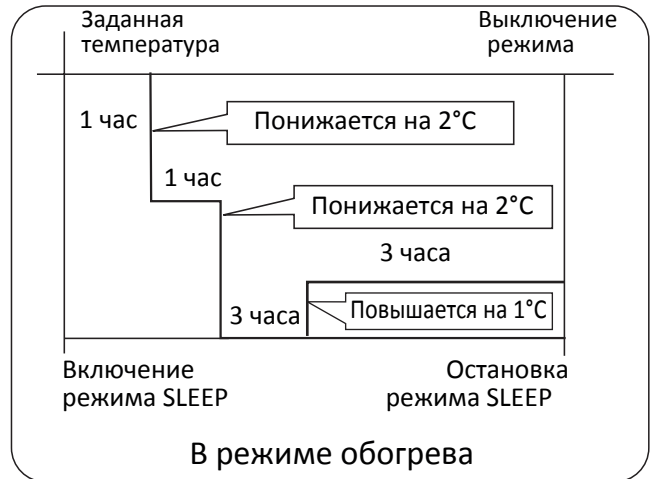 Заданная
температура
Выключение
режима
1 час
Понижается на 2°C
1 час
Понижается на 2°C
3 часа
3 часа
Повышается на 1°C
Включение
режима SLEEP
Остановка
режима SLEEP
В режиме обогрева